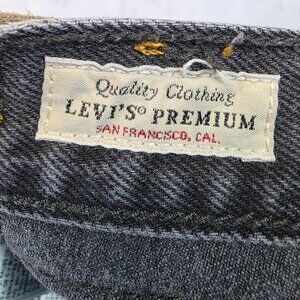 Quality Clothing
LEVI'S® PREMIUM
SAN FRANCISCO, CAL.